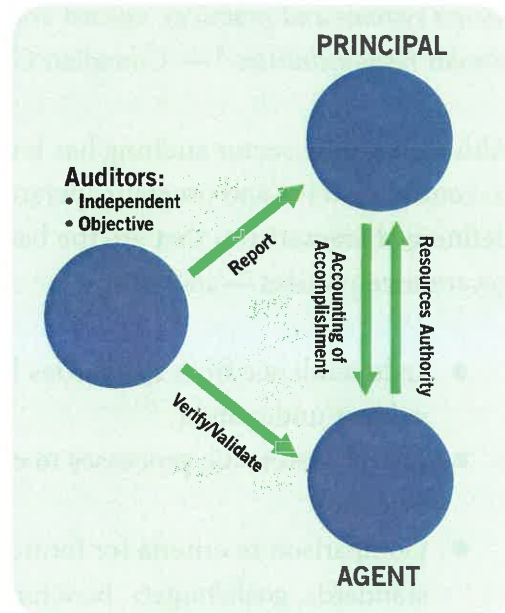 PRINCIPAL
Auditors:
• Independent
• Objective
Report
Accounting of
Accomplishment
Resources Authority
Verify/Validate
AGENT